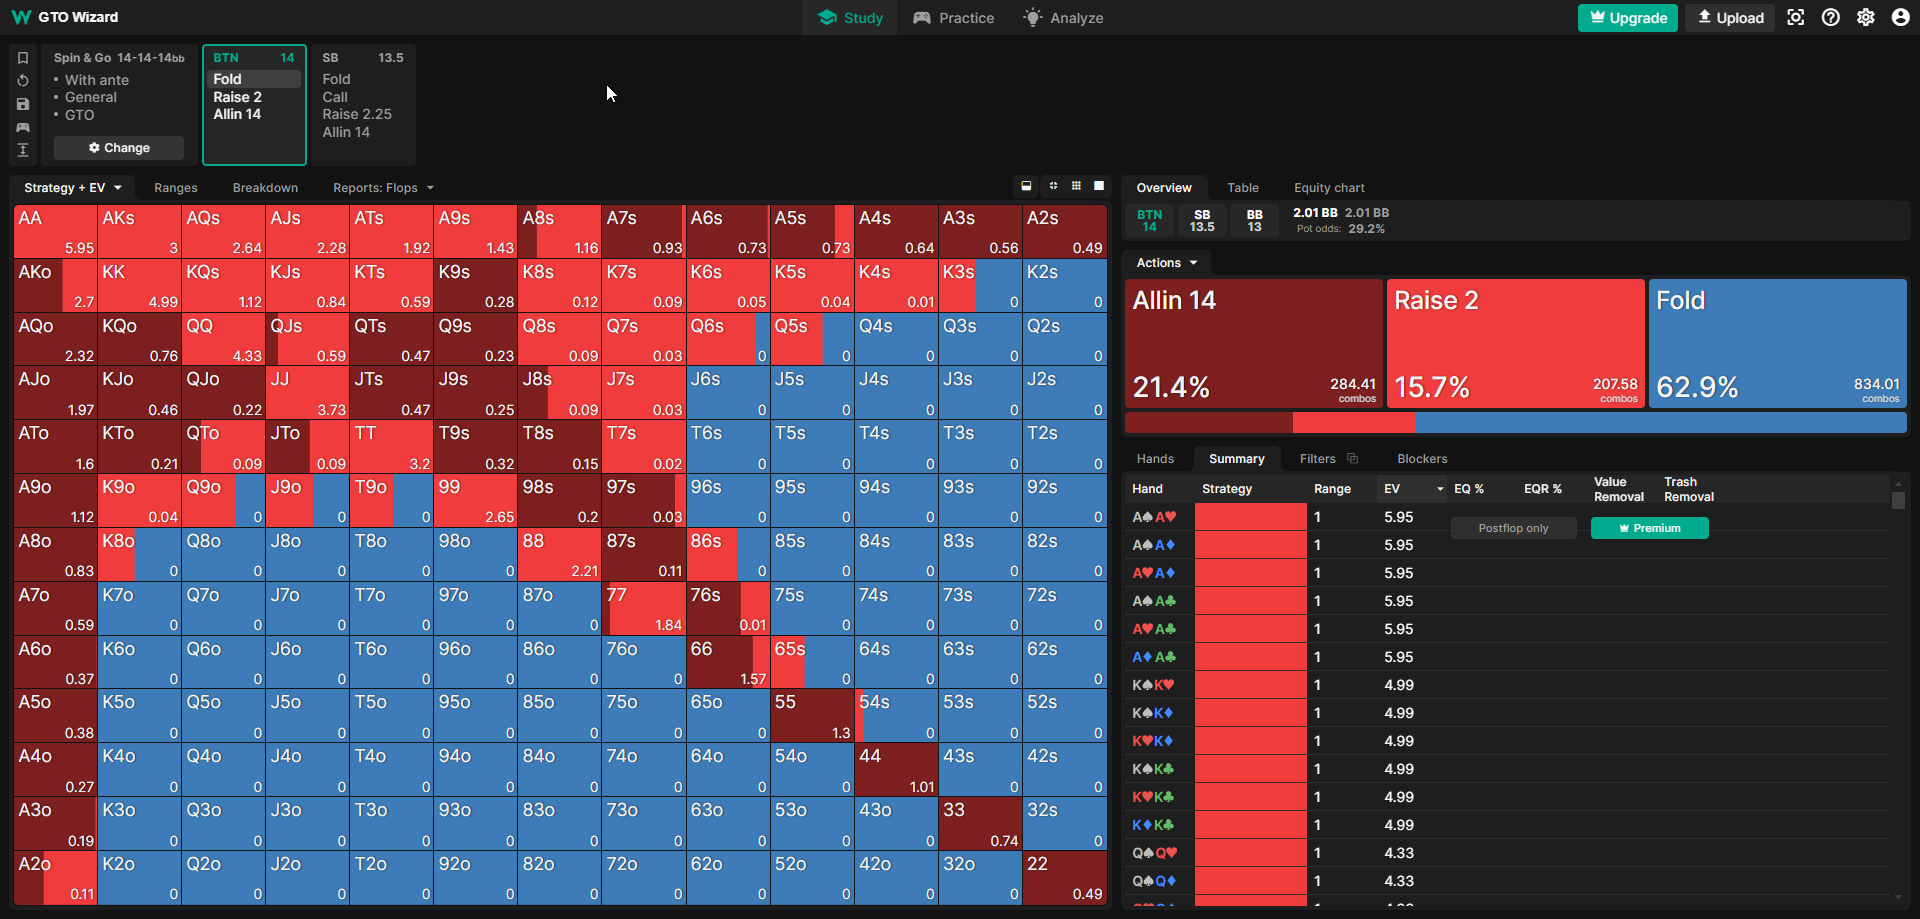 GTO Wizard
Study
Practice
Analyze
Upgrade
Upload
Spin & Go 14-14-14bb
• With ante
• General
• GTO
Change
BTN 14
Fold
Raise 2
Allin 14
SB 13.5
Fold
Call
Raise 2.25
Allin 14
Strategy + EV
Ranges
Breakdown
Reports: Flops
AA AKs AQs AJs ATs A9s A8s A7s A6s A5s A4s A3s A2s
5.95 3 2.64 2.28 1.92 1.43 1.16 0.93 0.73 0.73 0.64 0.56 0.49
AKo KK KQs KJs KTs K9s K8s K7s K6s K5s K4s K3s K2s
2.7 4.99 1.12 0.84 0.59 0.28 0.12 0.09 0.05 0.04 0.01 0 0
AQo KQo QQ QJs QTs Q9s Q8s Q7s Q6s Q5s Q4s Q3s Q2s
2.32 0.76 4.33 0.59 0.47 0.23 0.09 0.03 0 0 0 0 0
AJo KJo QJo JJ JTs J9s J8s J7s J6s J5s J4s J3s J2s
1.97 0.46 0.22 3.73 0.47 0.25 0.09 0.03 0 0 0 0 0
ATo KTo QTo JTo TT T9s T8s T7s T6s T5s T4s T3s T2s
1.6 0.21 0.09 0.09 3.2 0.32 0.15 0.02 0 0 0 0 0
A9o K9o Q9o J9o T9o 99 98s 97s 96s 95s 94s 93s 92s
1.12 0.04 0 0 0 2.65 0.2 0.03 0 0 0 0 0
A8o K8o Q8o J8o T8o 98o 88 87s 86s 85s 84s 83s 82s
0.83 0 0 0 0 0 2.21 0.11 0 0 0 0 0
A7o K7o Q7o J7o T7o 97o 87o 77 76s 75s 74s 73s 72s
0.59 0 0 0 0 0 0 1.84 0.01 0 0 0 0
A6o K6o Q6o J6o T6o 96o 86o 76o 66 65s 64s 63s 62s
0.37 0 0 0 0 0 0 0 1.57 0 0 0 0
A5o K5o Q5o J5o T5o 95o 85o 75o 65o 55 54s 53s 52s
0.38 0 0 0 0 0 0 0 0 1.3 0 0 0
A4o K4o Q4o J4o T4o 94o 84o 74o 64o 54o 44 43s 42s
0.27 0 0 0 0 0 0 0 0 0 1.01 0 0
A3o K3o Q3o J3o T3o 93o 83o 73o 63o 53o 43o 33 32s
0.19 0 0 0 0 0 0 0 0 0 0 0.74 0
A2o K2o Q2o J2o T2o 92o 82o 72o 62o 52o 42o 32o 22
0.11 0 0 0 0 0 0 0 0 0 0 0 0.49
Overview
Table
Equity chart
BTN 14
SB 13.5
BB 13
2.01 BB 2.01 BB
Pot odds: 29.2%
Actions
Allin 14
21.4% 284.41 combos
Raise 2
15.7% 207.58 combos
Fold
62.9% 834.01 combos
Hands
Summary
Filters
Blockers
Hand Strategy Range EV EQ % EQR % Value Removal Trash Removal
A♠A♥ 1 5.95
Postflop only
Premium
A♠A♦ 1 5.95
A♥A♦ 1 5.95
A♠A♣ 1 5.95
A♥A♣ 1 5.95
A♦A♣ 1 5.95
K♠K♥ 1 4.99
K♠K♦ 1 4.99
K♥K♦ 1 4.99
K♠K♣ 1 4.99
K♥K♣ 1 4.99
K♦K♣ 1 4.99
Q♠Q♥ 1 4.33
Q♠Q♦ 1 4.33